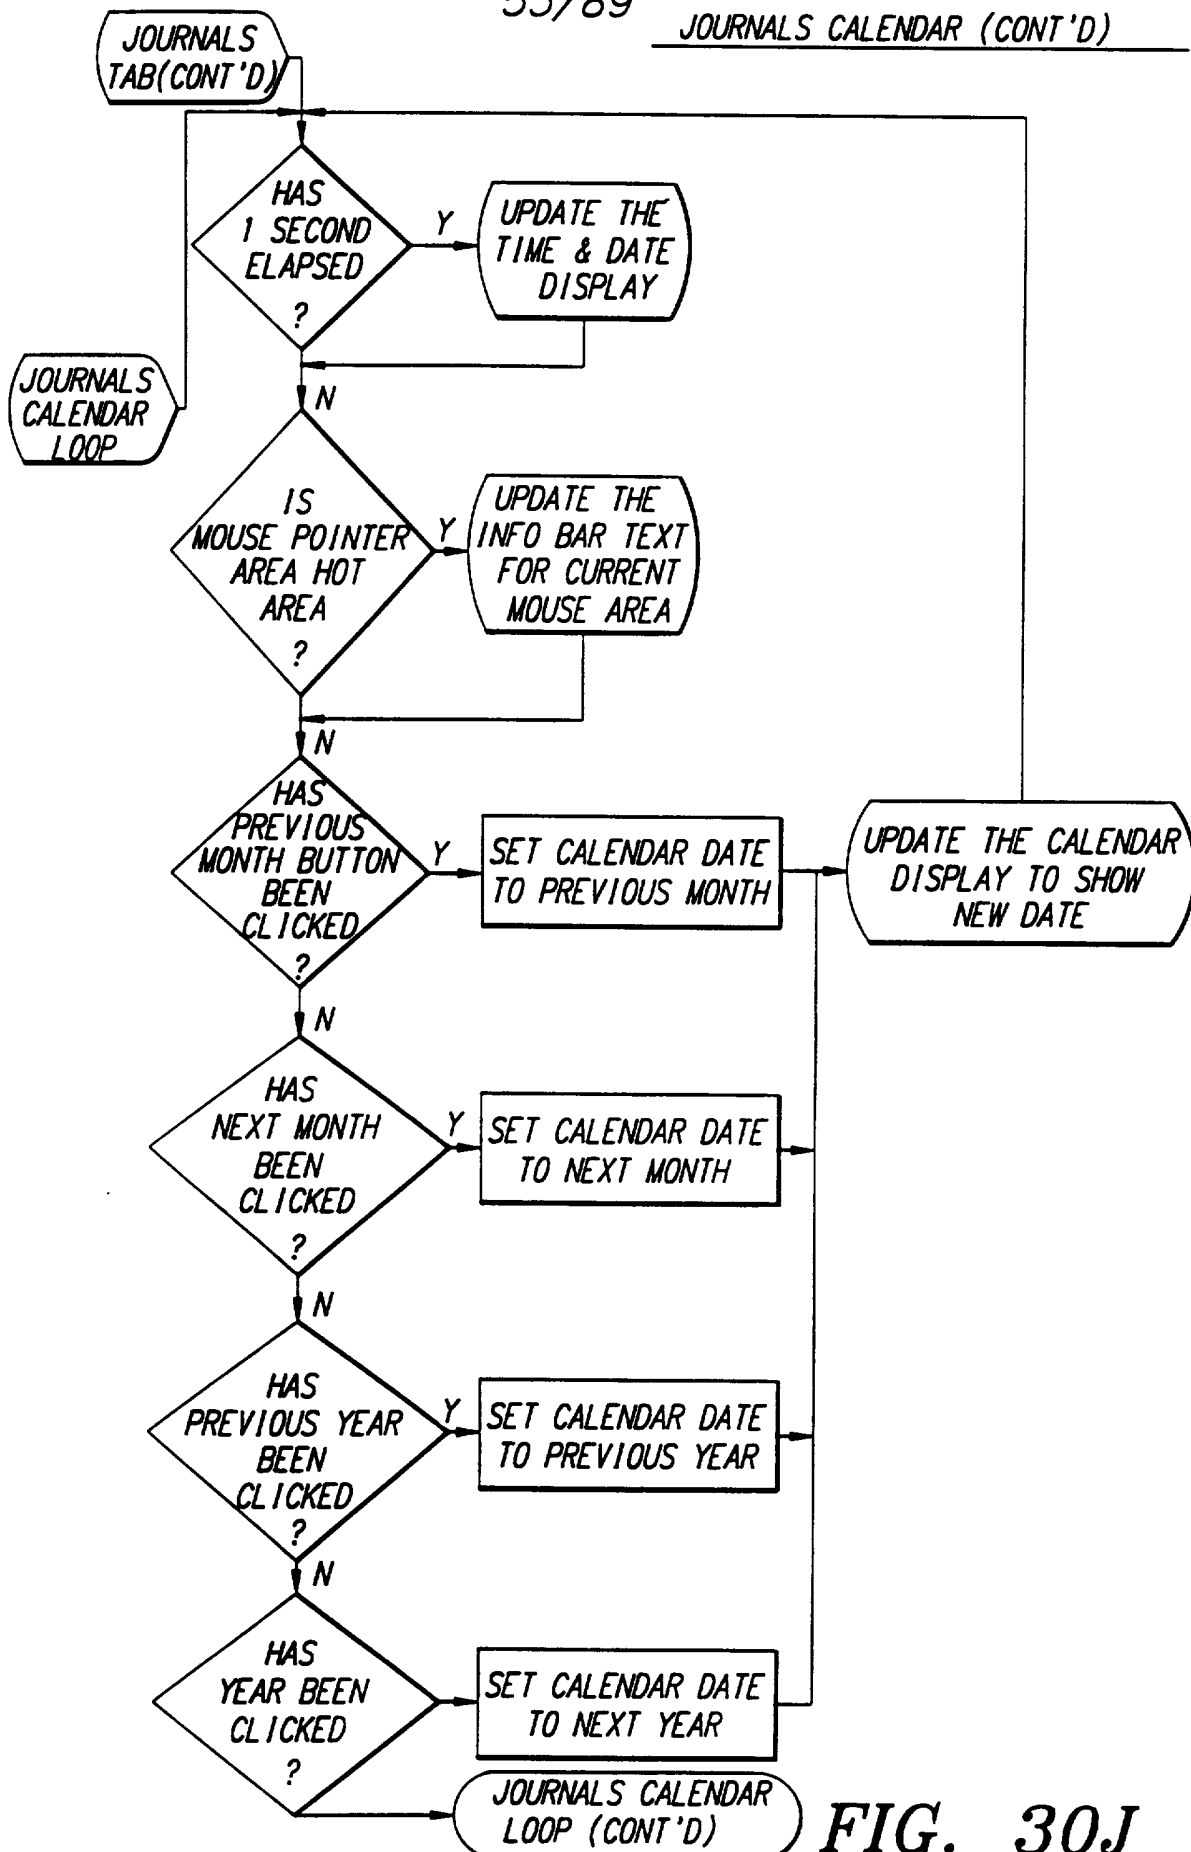 55/89
JOURNALS CALENDAR (CONT'D)
JOURNALS
TAB(CONT'D)
HAS
1 SECOND
ELAPSED
?
Y
UPDATE THE
TIME & DATE
DISPLAY
N
JOURNALS
CALENDAR
LOOP
IS
MOUSE POINTER
AREA HOT
AREA
?
Y
UPDATE THE
INFO BAR TEXT
FOR CURRENT
MOUSE AREA
N
HAS
PREVIOUS
MONTH BUTTON
BEEN
CLICKED
?
Y
SET CALENDAR DATE
TO PREVIOUS MONTH
UPDATE THE CALENDAR
DISPLAY TO SHOW
NEW DATE
N
HAS
NEXT MONTH
BEEN
CLICKED
?
Y
SET CALENDAR DATE
TO NEXT MONTH
N
HAS
PREVIOUS YEAR
BEEN
CLICKED
?
Y
SET CALENDAR DATE
TO PREVIOUS YEAR
N
HAS
YEAR BEEN
CLICKED
?
SET CALENDAR DATE
TO NEXT YEAR
JOURNALS CALENDAR
LOOP (CONT'D)
FIG. 30J